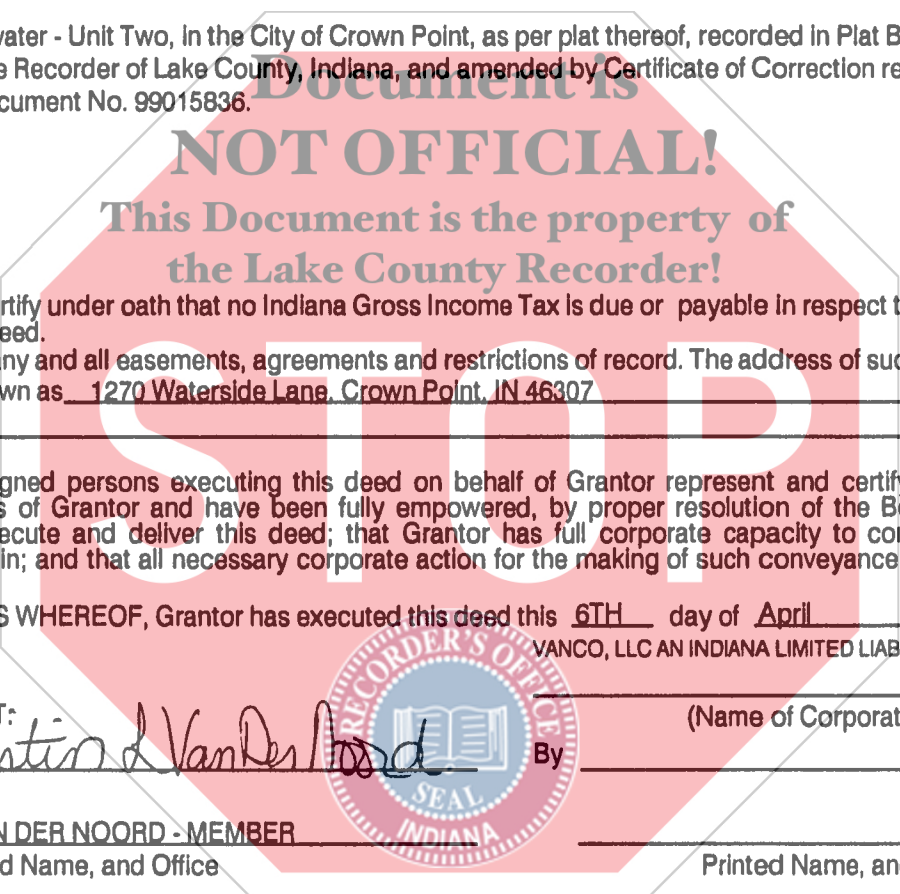 vater - Unit Two, in the City of Crown Point, as per plat thereof, recorded in Plat B
e Recorder of Lake County, Indiana, and amended by Certificate of Correction re
cument No. 99015836.
Document is
NOT OFFICIAL!
This Document is the property of
the Lake County Recorder!
rtify under oath that no Indiana Gross Income Tax is due or payable in respect t
eed.
ny and all easements, agreements and restrictions of record. The address of suc
wn as 1270 Waterside Lane, Crown Point, IN 46307
STOP
gned persons executing this deed on behalf of Grantor represent and certify
s of Grantor and have been fully empowered, by proper resolution of the Bo
ecute and deliver this deed; that Grantor has full corporate capacity to con
in; and that all necessary corporate action for the making of such conveyance
S WHEREOF, Grantor has executed this deed this 6TH day of April
VANCO, LLC AN INDIANA LIMITED LIAB
RECORDER'S OFFICE
SEAL
INDIANA
T:
(Name of Corporat
stin L VanDerNoord
By
N DER NOORD - MEMBER
d Name, and Office
Printed Name, an